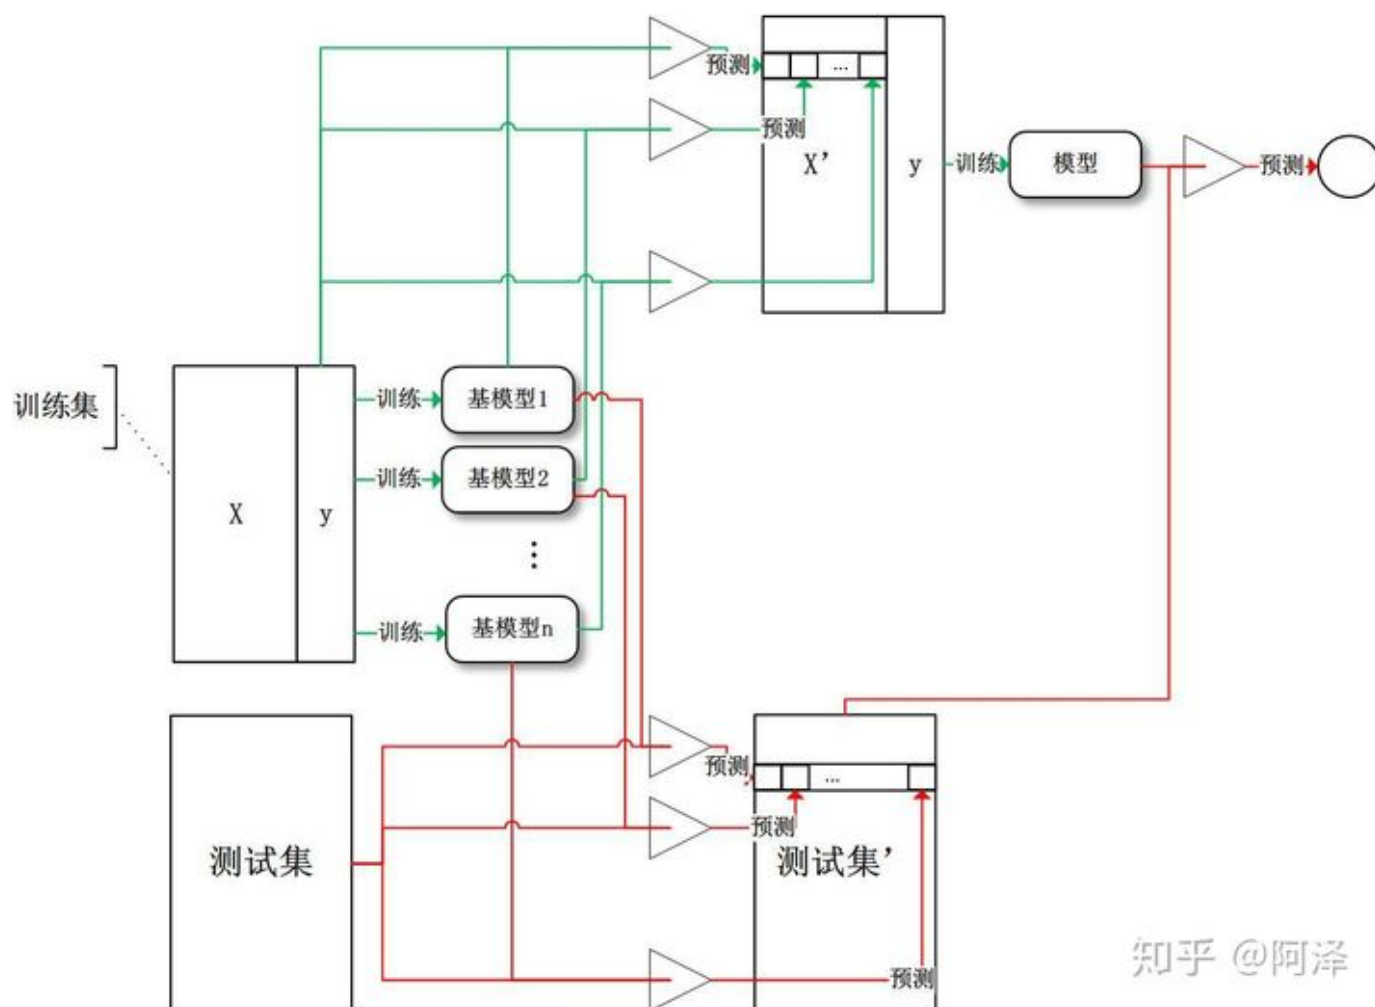 预测
...
预测
X’
y
训练
模型
预测
训练集
X
y
训练
基模型1
训练
基模型2
⋮
训练
基模型n
测试集
预测
...
预测
测试集’
预测
知乎 @阿泽